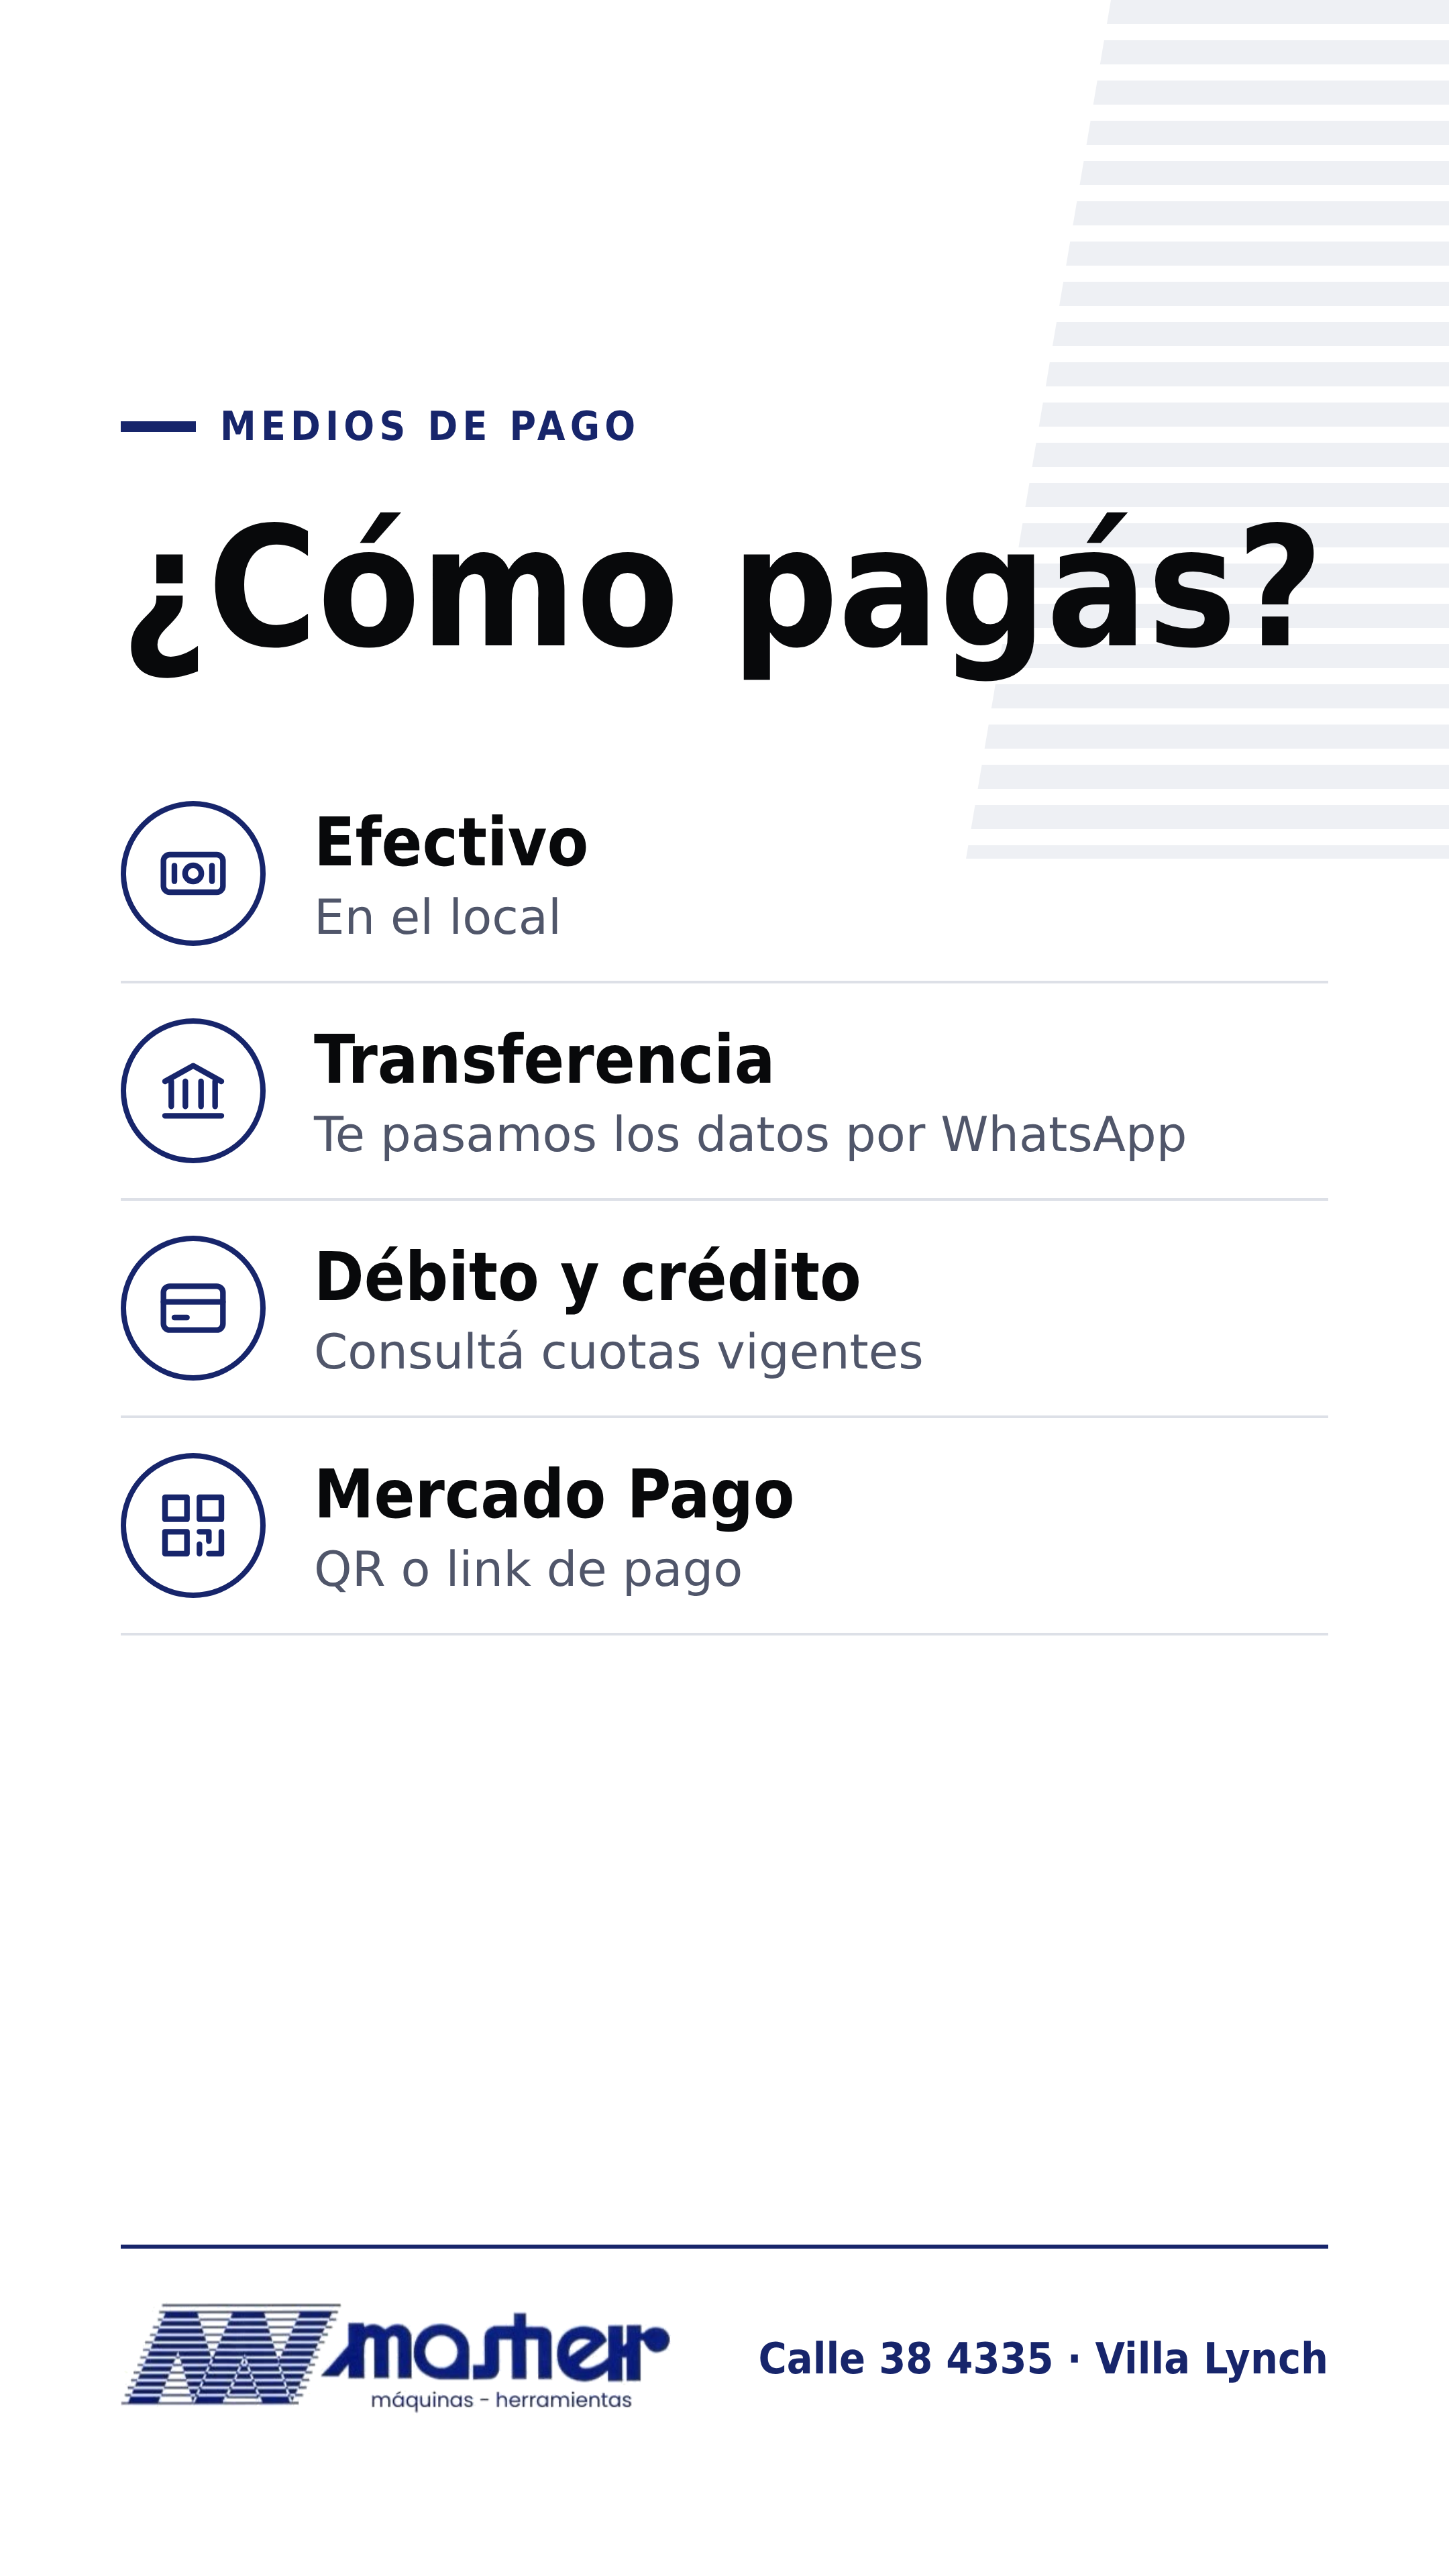 MEDIOS DE PAGO
¿Cómo pagás?
Efectivo
En el local
Transferencia
Te pasamos los datos por WhatsApp
Débito y crédito
Consultá cuotas vigentes
Mercado Pago
QR o link de pago
master
máquinas - herramientas
Calle 38 4335 · Villa Lynch